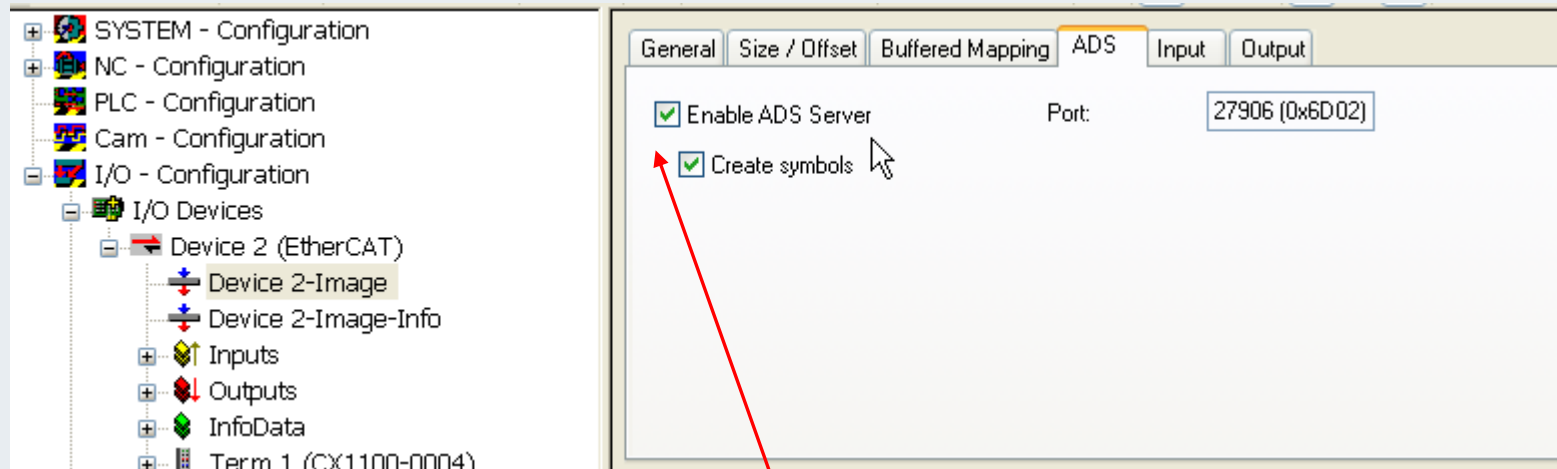 SYSTEM - Configuration
NC - Configuration
PLC - Configuration
Cam - Configuration
I/O - Configuration
I/O Devices
Device 2 (EtherCAT)
Device 2-Image
Device 2-Image-Info
Inputs
Outputs
InfoData
Term 1 (CX1100-0004)
General Size / Offset Buffered Mapping ADS Input Output
Enable ADS Server Port: 27906 (0x6D02)
Create symbols